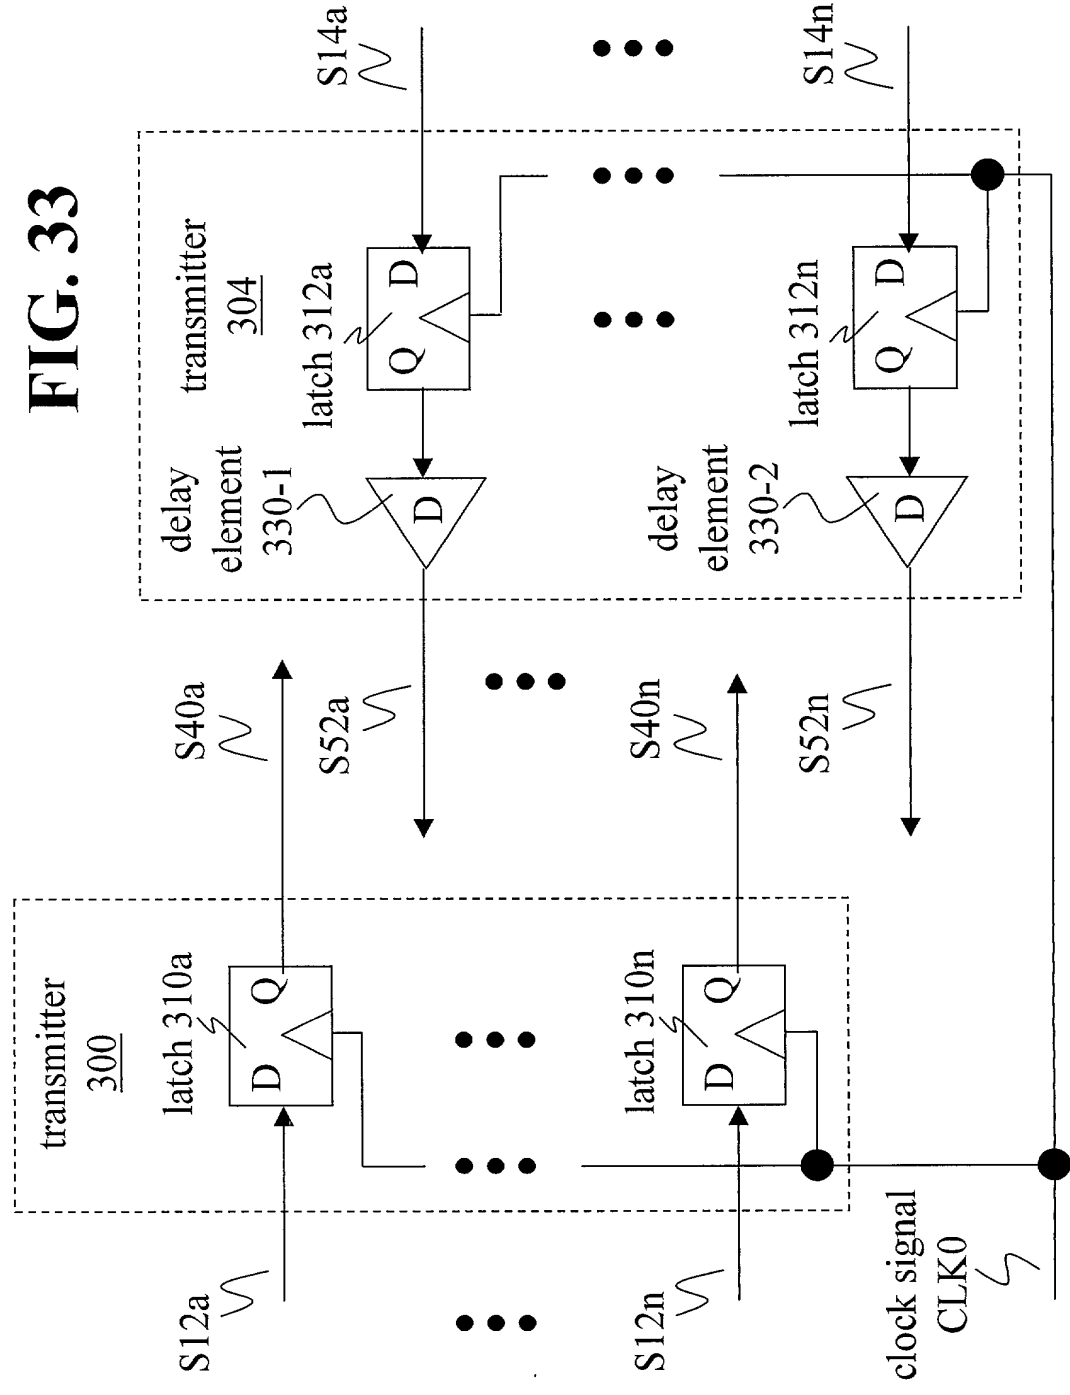 FIG. 33
transmitter
300
latch 310a
D
Q
S12a
S40a
latch 310n
D
Q
S12n
S40n
transmitter
304
delay
element
330-1
D
latch 312a
Q
D
S14a
S52a
delay
element
330-2
D
latch 312n
Q
D
S14n
S52n
clock signal
CLK0